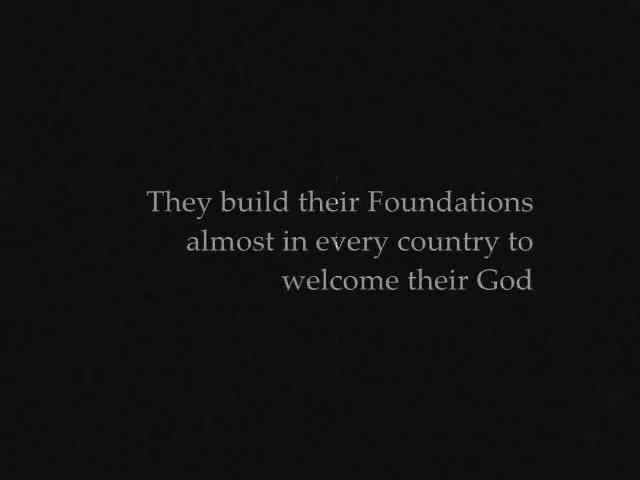 They build their Foundations
almost in every country to
welcome their God